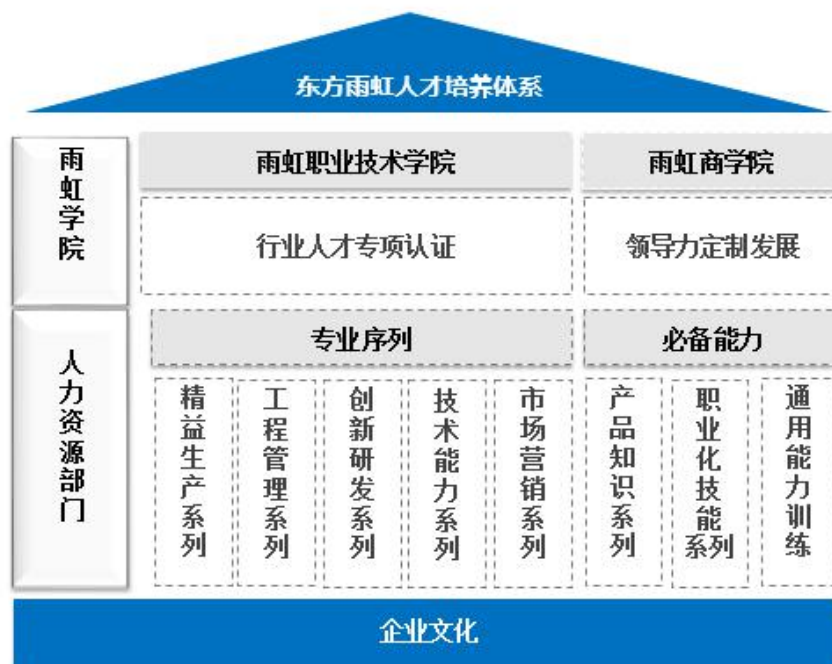 东方雨虹人才培养体系
雨虹学院
雨虹职业技术学院
雨虹商学院
行业人才专项认证
领导力定制发展
人力资源部门
专业序列
必备能力
精益生产系列
工程管理系列
创新研发系列
技术能力系列
市场营销系列
产品知识系列
职业化技能系列
通用能力训练
企业文化